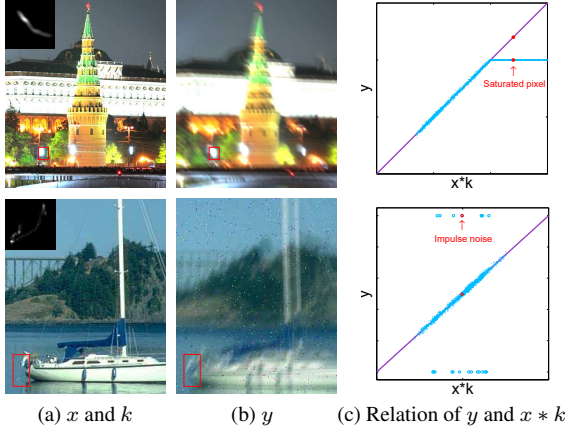 y
Saturated pixel
↑
x*k
y
↑
Impulse noise
x*k
(a) x and k
(b) y
(c) Relation of y and x ∗ k